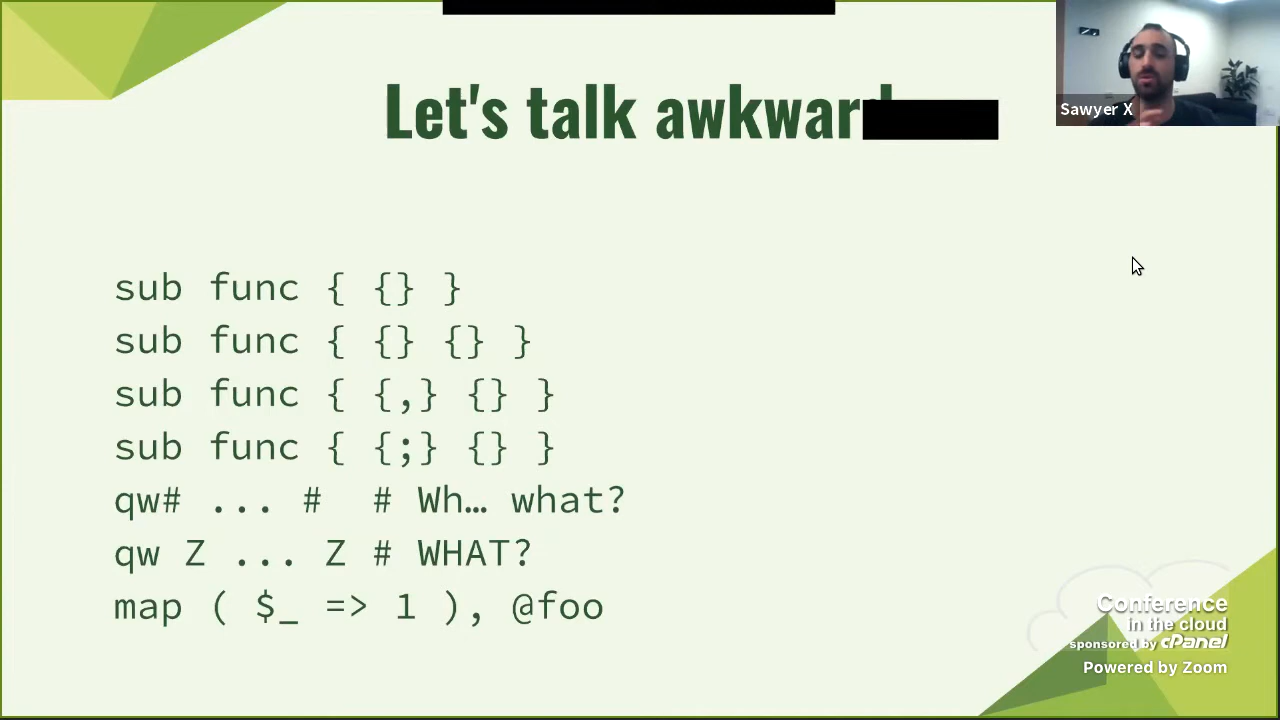 Let's talk awkward
Sawyer X
sub func { {} }
sub func { {} {} }
sub func { {,} {} }
sub func { {;} {} }
qw# ... #  # Wh… what?
qw Z ... Z # WHAT?
map ( $_ => 1 ), @foo
Conference
in the cloud
sponsored by cPanel
Powered by Zoom